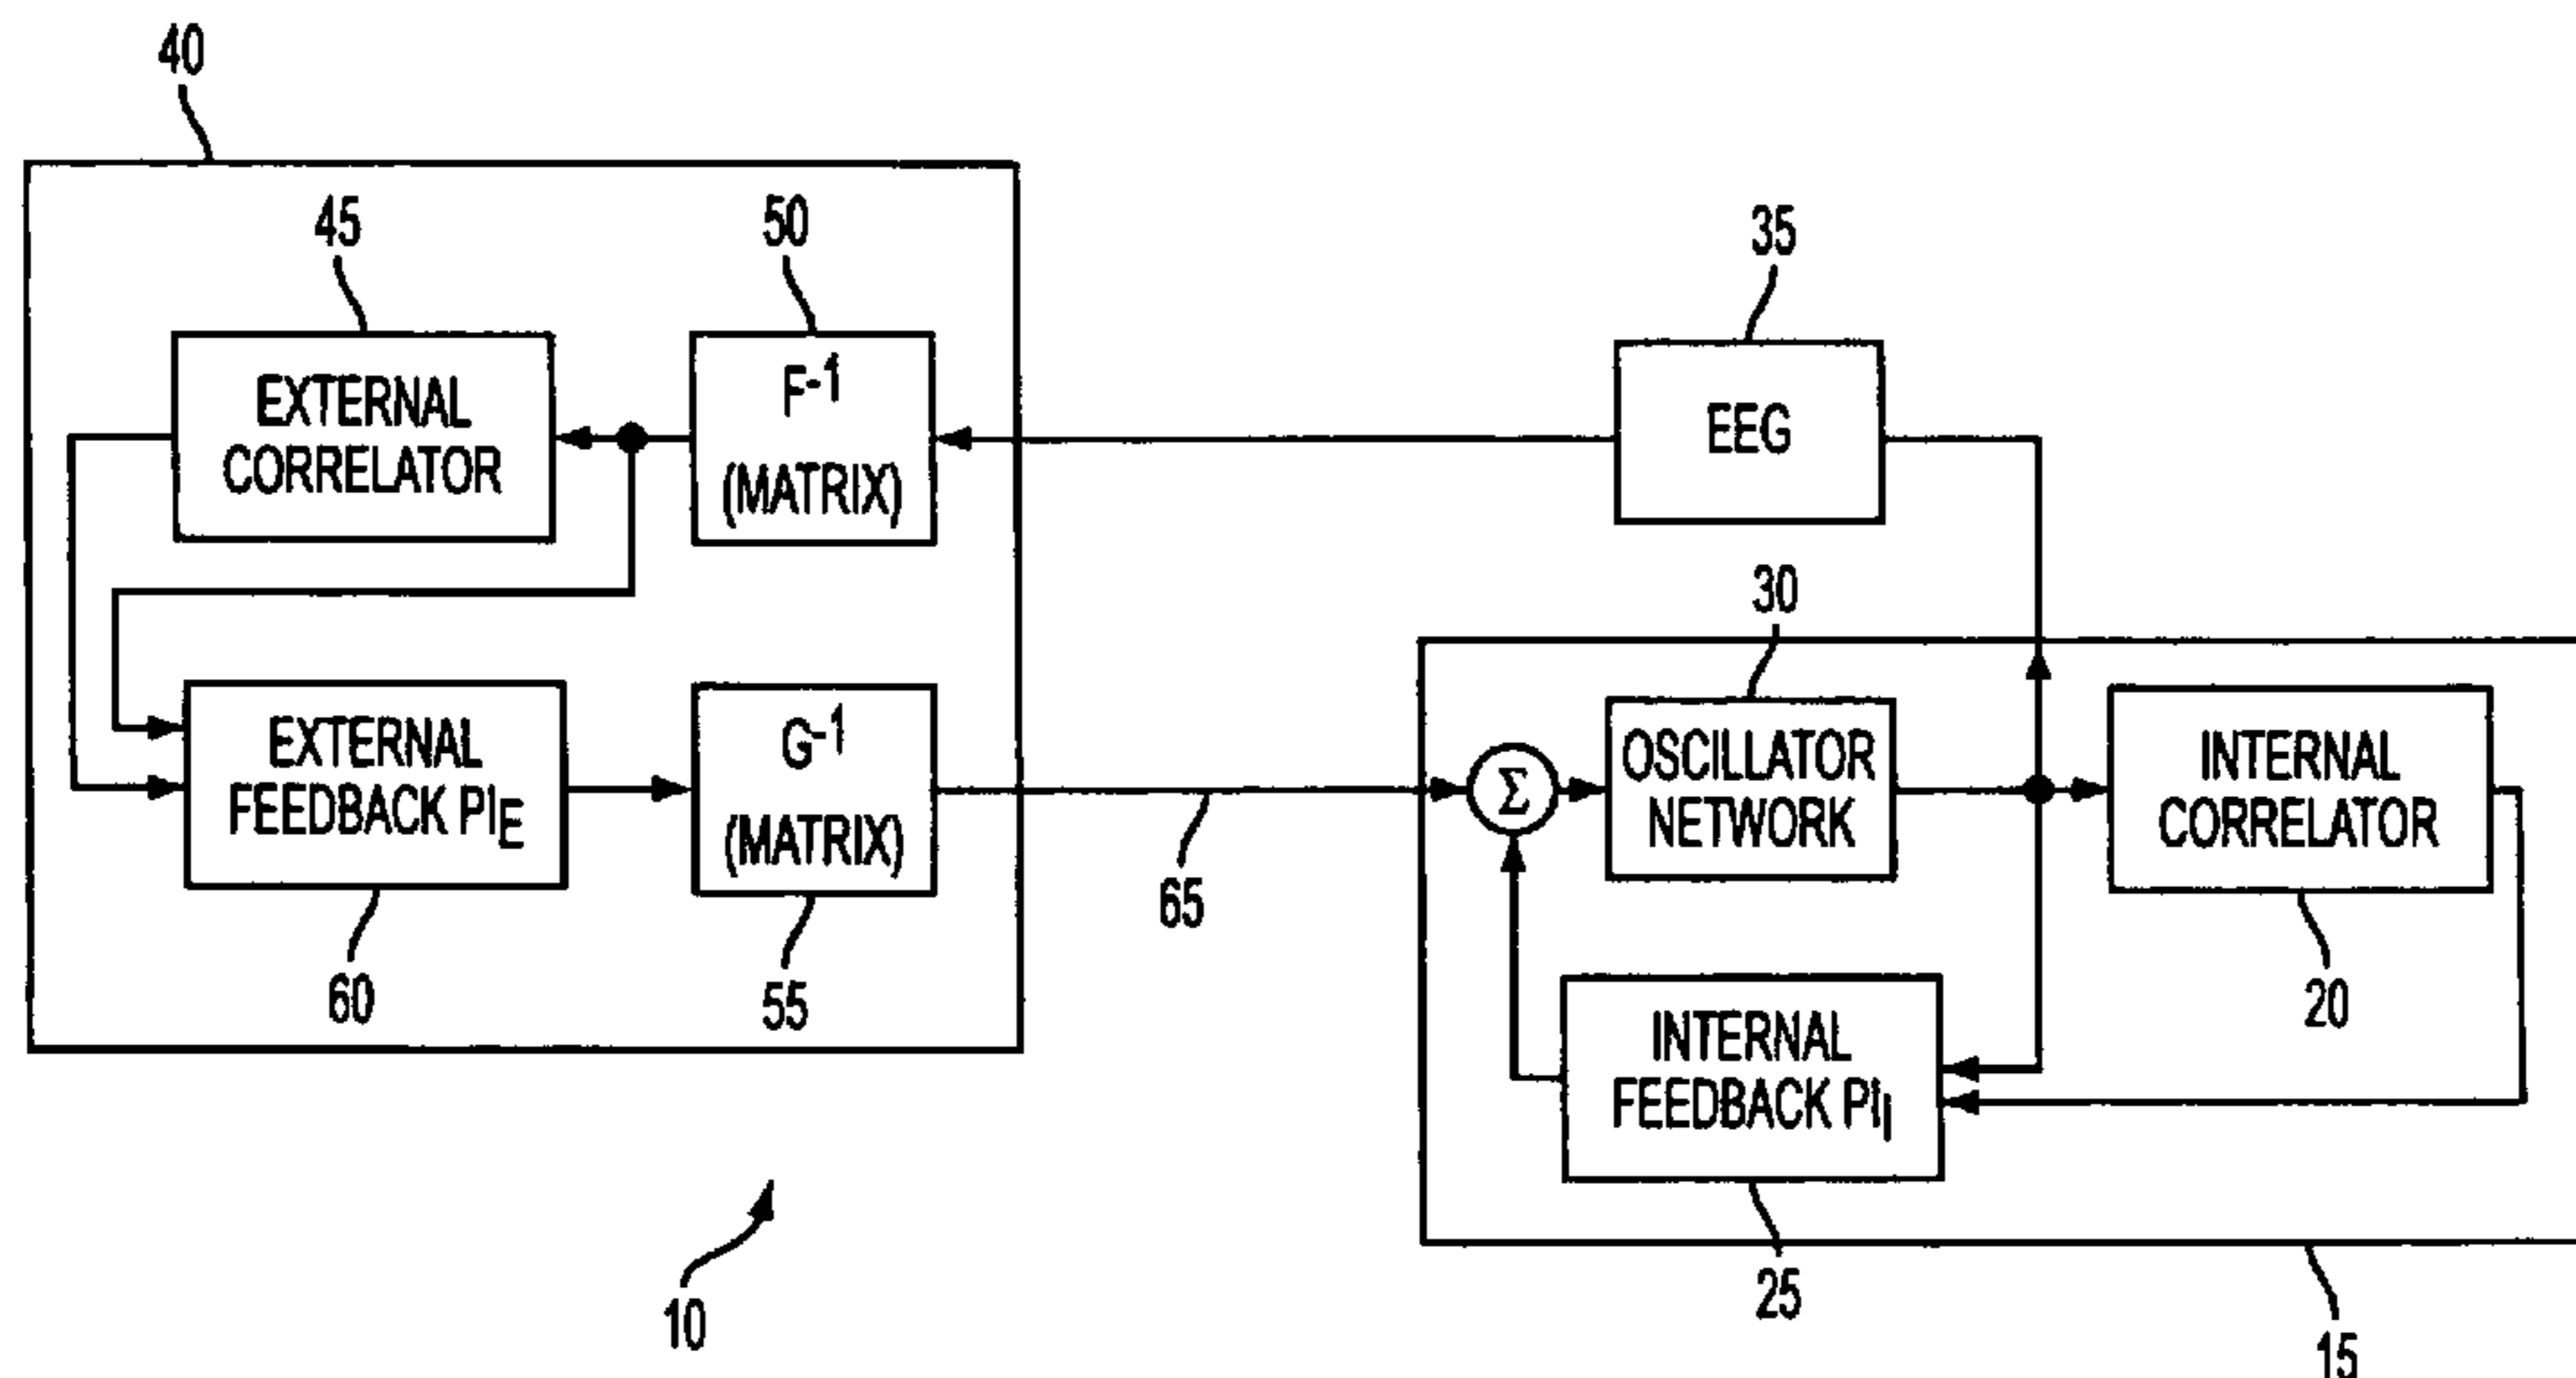 40
45
50
35
EXTERNAL
CORRELATOR
F-1
(MATRIX)
EEG
30
EXTERNAL
FEEDBACK PIE
G-1
(MATRIX)
65
Σ
OSCILLATOR
NETWORK
INTERNAL
CORRELATOR
60
55
20
INTERNAL
FEEDBACK PII
10
25
15